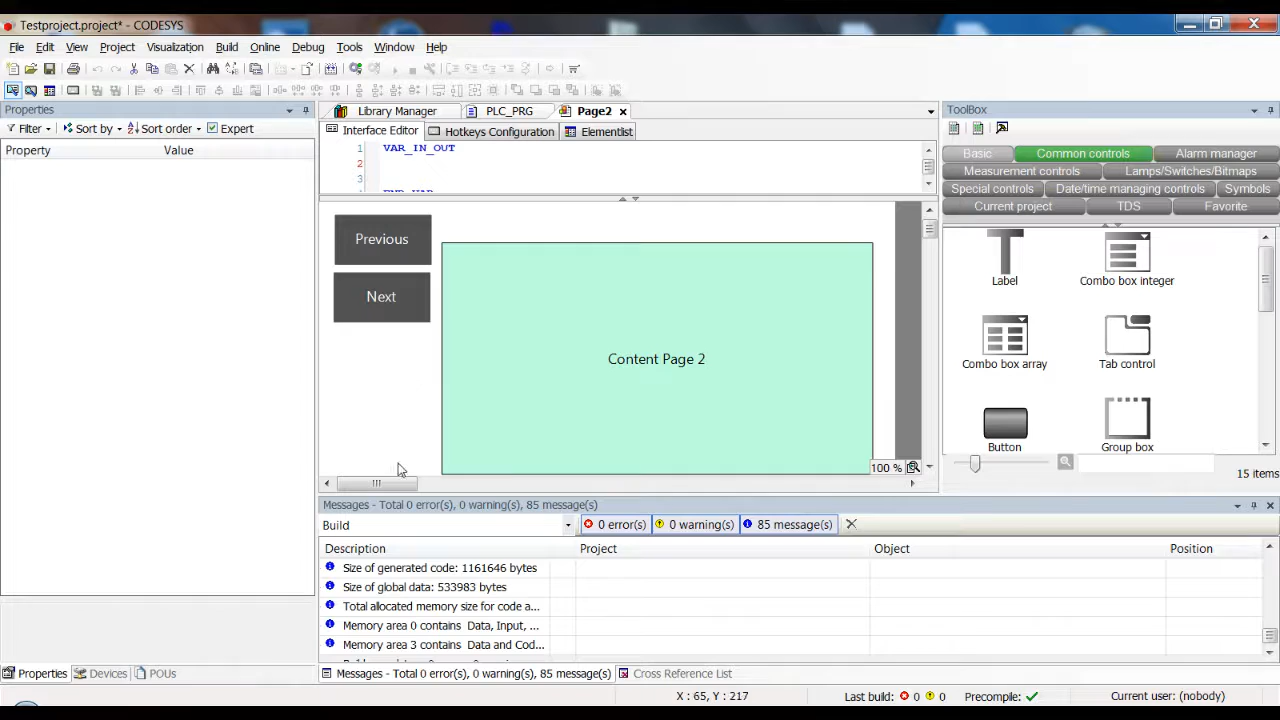 Testproject.project* - CODESYS
File Edit View Project Visualization Build Online Debug Tools Window Help
Properties
Filter Sort by Sort order Expert
Property Value
Library Manager PLC_PRG Page2
Interface Editor Hotkeys Configuration Elementlist
1 VAR_IN_OUT
2
3
Previous
Next
Content Page 2
100 %
ToolBox
Basic Common controls Alarm manager
Measurement controls Lamps/Switches/Bitmaps
Special controls Date/time managing controls Symbols
Current project TDS Favorite
Label Combo box integer
Combo box array Tab control
Button Group box
15 items
Messages - Total 0 error(s), 0 warning(s), 85 message(s)
Build 0 error(s) 0 warning(s) 85 message(s)
Description Project Object Position
Size of generated code: 1161646 bytes
Size of global data: 533983 bytes
Total allocated memory size for code a...
Memory area 0 contains Data, Input, ...
Memory area 3 contains Data and Cod...
Properties Devices POUs
Messages - Total 0 error(s), 0 warning(s), 85 message(s) Cross Reference List
X : 65, Y : 217 Last build: 0 0 Precompile: Current user: (nobody)